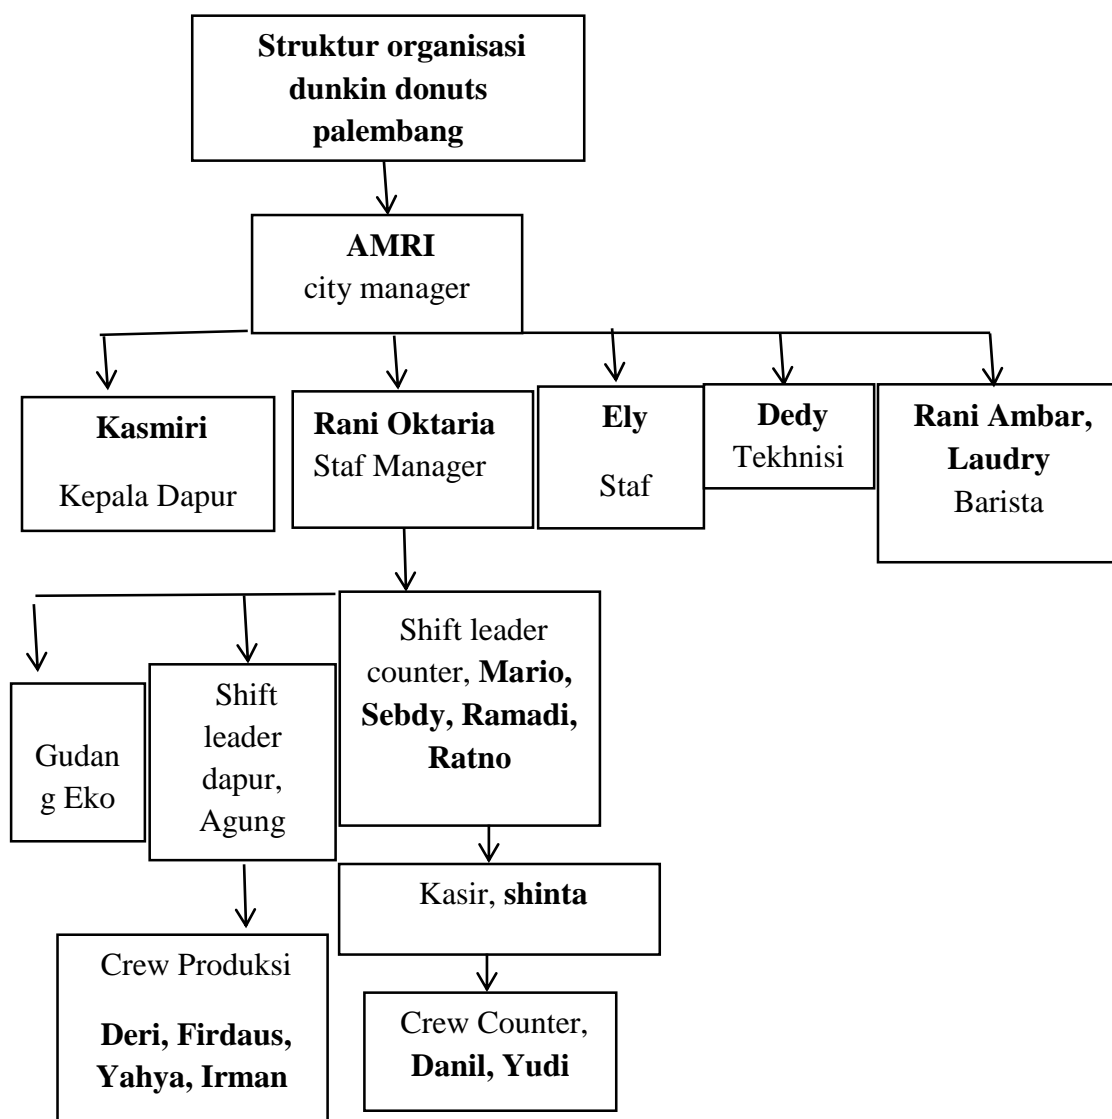 Struktur organisasi
dunkin donuts
palembang
AMRI
city manager
Kasmiri
Kepala Dapur
Rani Oktaria
Staf Manager
Ely
Staf
Dedy
Tekhnisi
Rani Ambar,
Laudry
Barista
Gudan
g Eko
Shift
leader
dapur,
Agung
Shift leader
counter, Mario,
Sebdy, Ramadi,
Ratno
Kasir, shinta
Crew Produksi
Deri, Firdaus,
Yahya, Irman
Crew Counter,
Danil, Yudi